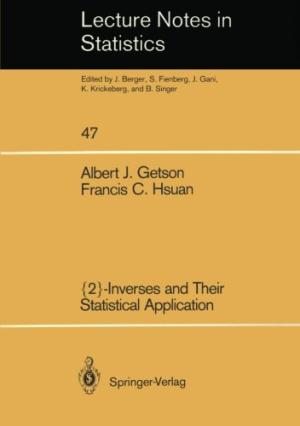 Lecture Notes in
Statistics
Edited by J. Berger, S. Fienberg, J. Gani,
K. Krickeberg, and B. Singer
47
Albert J. Getson
Francis C. Hsuan
{2}-Inverses and Their
Statistical Application
Springer-Verlag